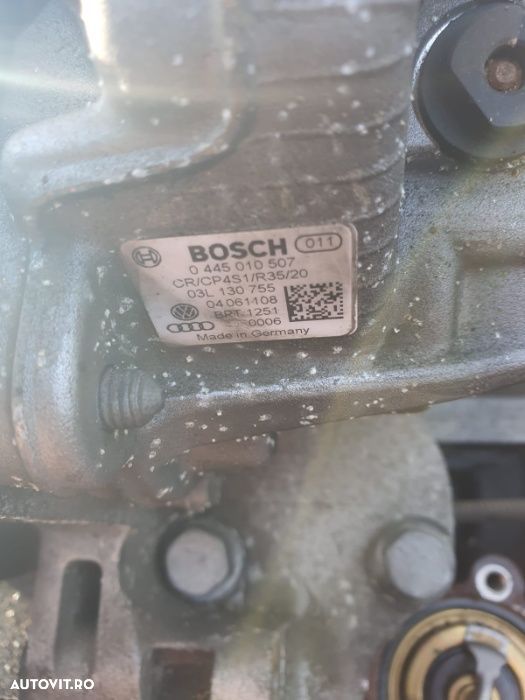 BOSCH 011
0 445 010 507
CR/CP4S1/R35/20
03L 130 755
04061108
BRT 1251
0006
Made in Germany
AUTOVIT.RO